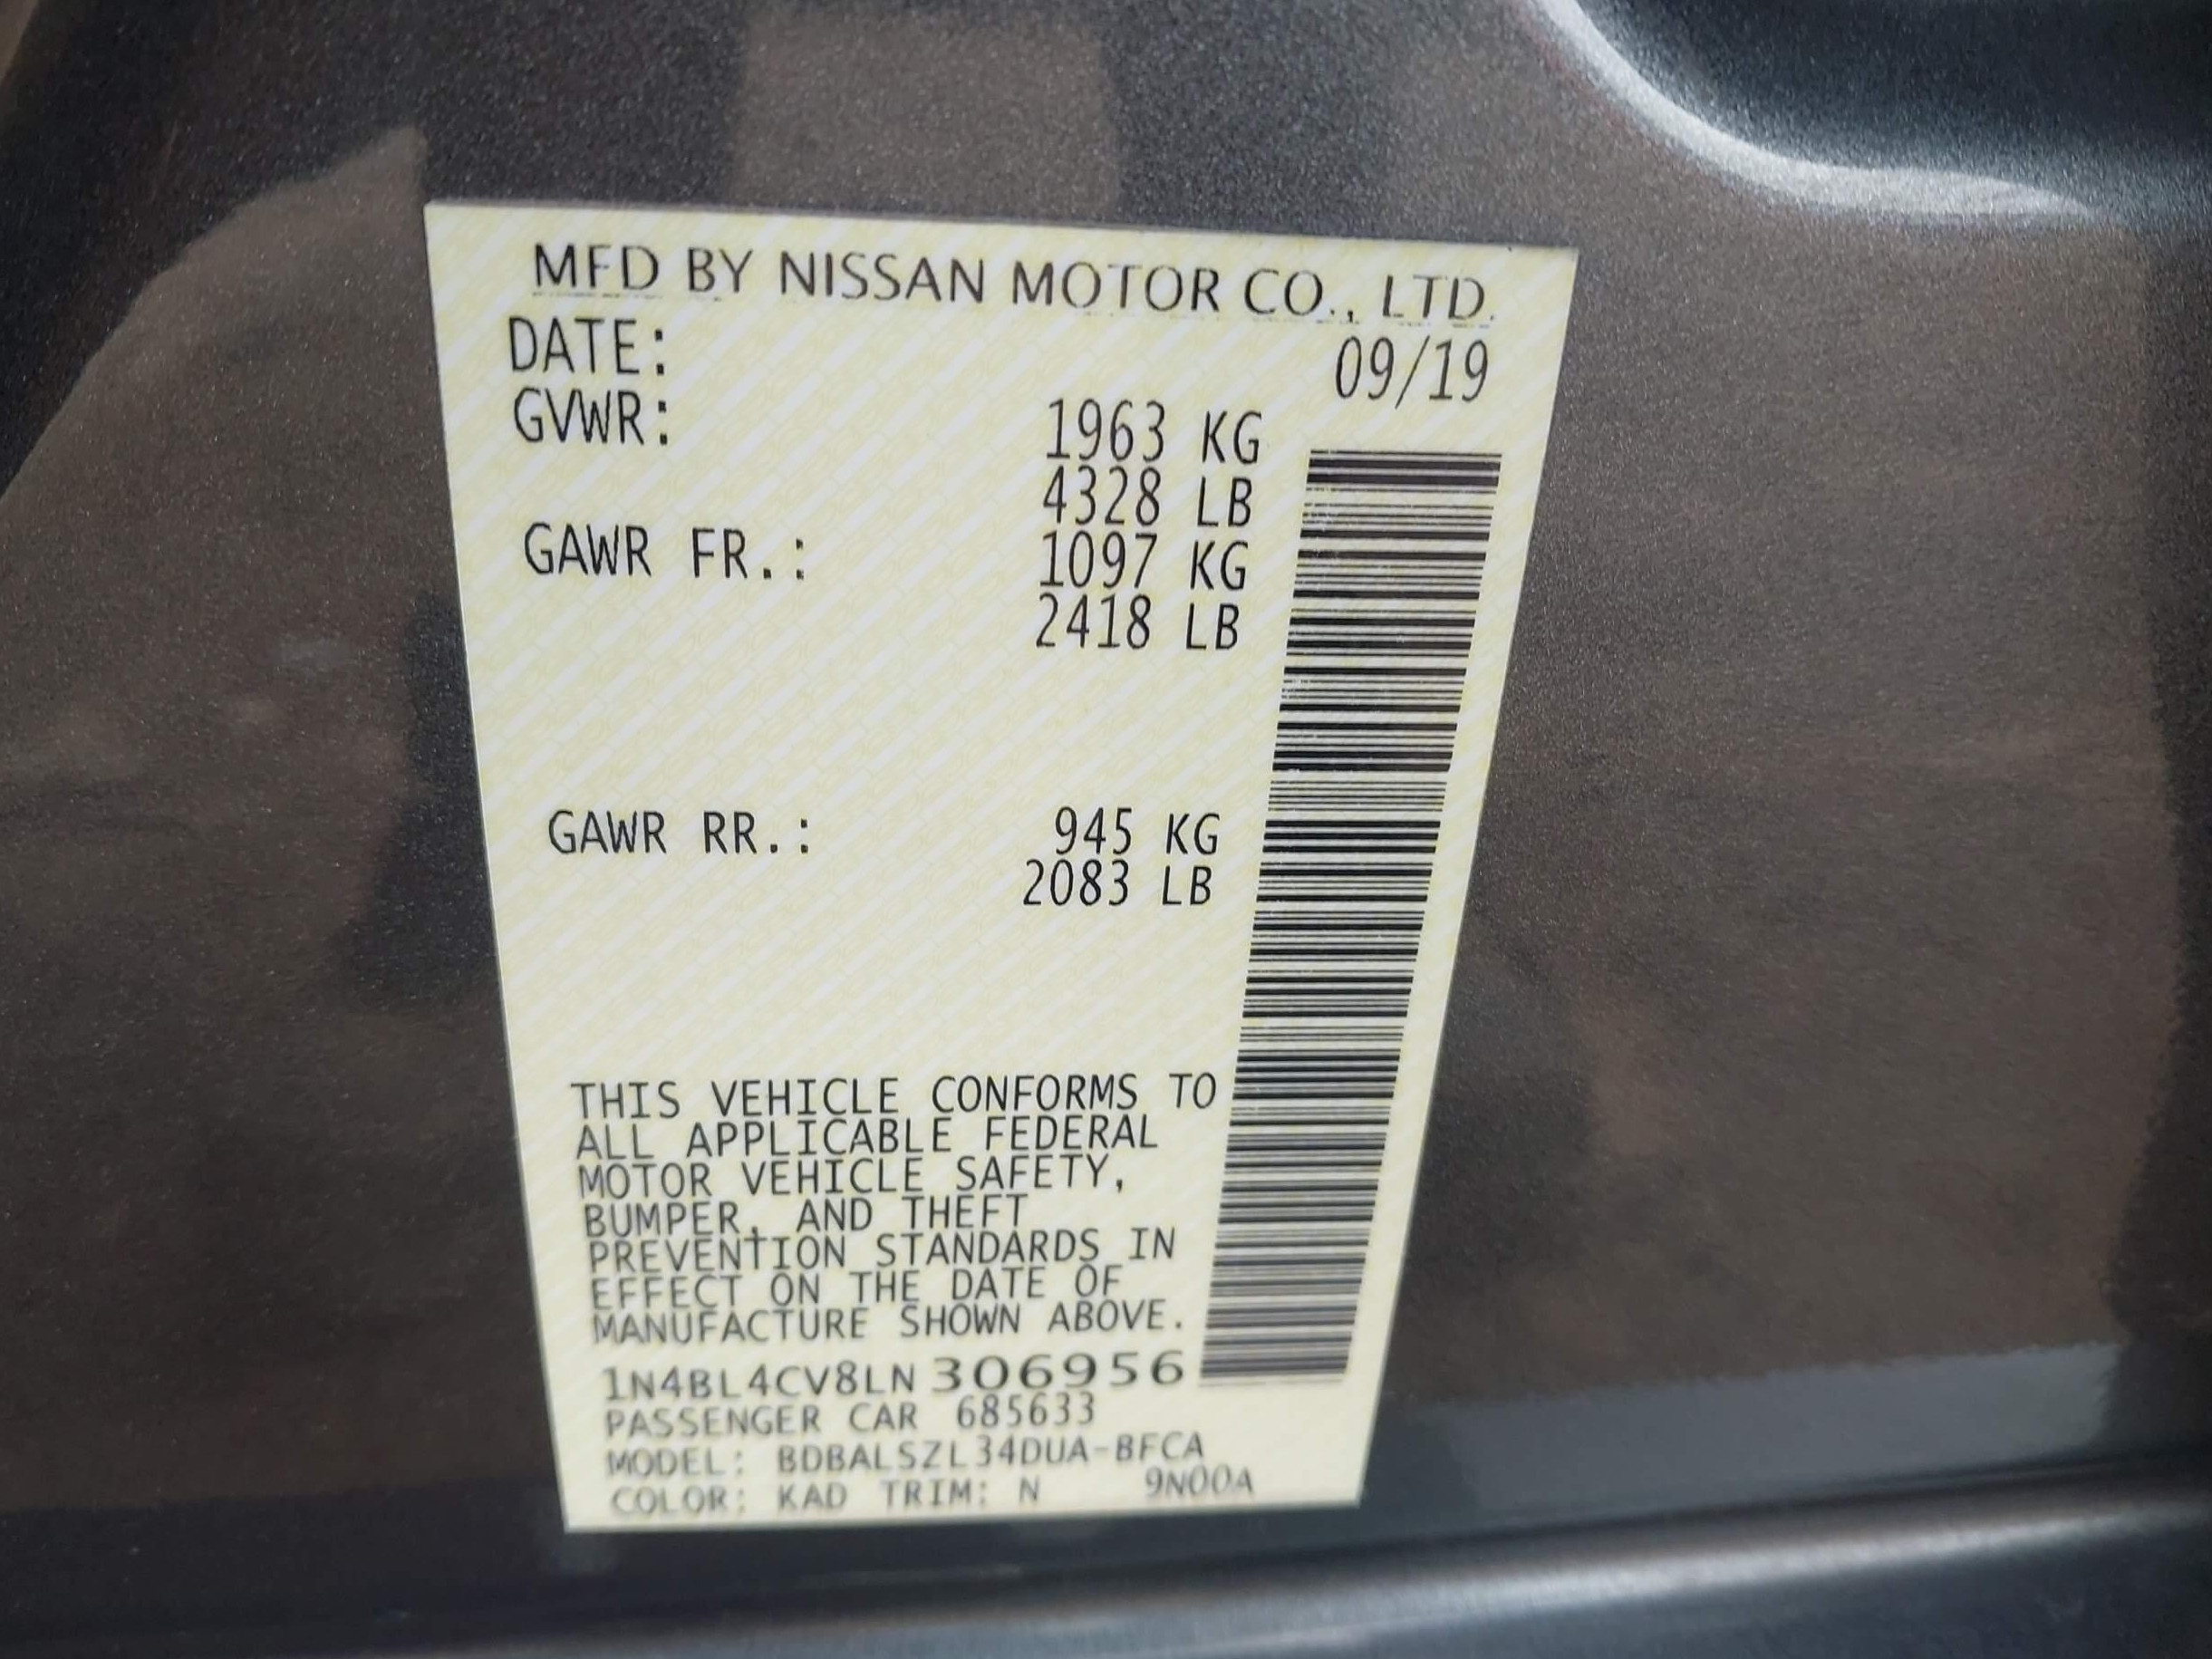 MFD BY NISSAN MOTOR CO., LTD.
DATE: 09/19
GVWR: 1963 KG
4328 LB
GAWR FR.: 1097 KG
2418 LB
GAWR RR.: 945 KG
2083 LB
THIS VEHICLE CONFORMS TO
ALL APPLICABLE FEDERAL
MOTOR VEHICLE SAFETY,
BUMPER, AND THEFT
PREVENTION STANDARDS IN
EFFECT ON THE DATE OF
MANUFACTURE SHOWN ABOVE.
1N4BL4CV8LN306956
PASSENGER CAR 685633
MODEL: BDBALSZL34DUA-BFCA
COLOR: KAD TRIM: N 9N00A